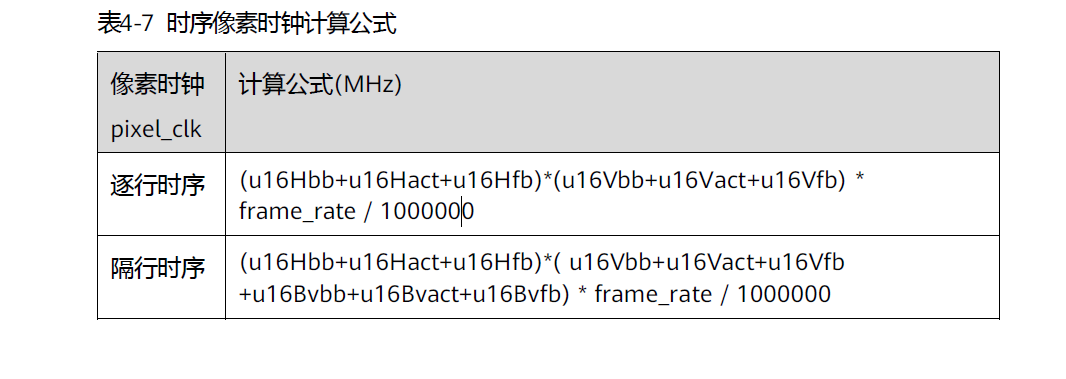 表4-7 时序像素时钟计算公式
像素时钟
pixel_clk
计算公式(MHz)
逐行时序
(u16Hbb+u16Hact+u16Hfb)*(u16Vbb+u16Vact+u16Vfb) *
frame_rate / 1000000
隔行时序
(u16Hbb+u16Hact+u16Hfb)*( u16Vbb+u16Vact+u16Vfb
+u16Bvbb+u16Bvact+u16Bvfb) * frame_rate / 1000000